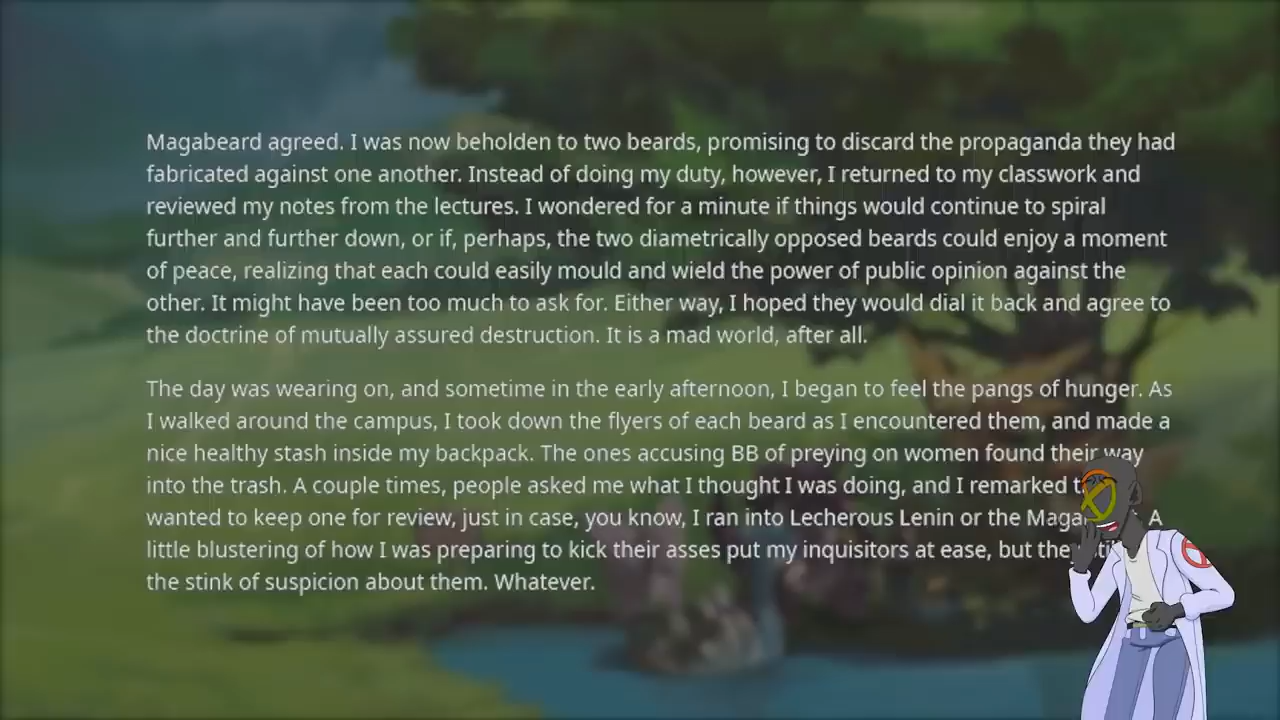 Magabeard agreed. I was now beholden to two beards, promising to discard the propaganda they had
fabricated against one another. Instead of doing my duty, however, I returned to my classwork and
reviewed my notes from the lectures. I wondered for a minute if things would continue to spiral
further and further down, or if, perhaps, the two diametrically opposed beards could enjoy a moment
of peace, realizing that each could easily mould and wield the power of public opinion against the
other. It might have been too much to ask for. Either way, I hoped they would dial it back and agree to
the doctrine of mutually assured destruction. It is a mad world, after all.
The day was wearing on, and sometime in the early afternoon, I began to feel the pangs of hunger. As
I walked around the campus, I took down the flyers of each beard as I encountered them, and made a
nice healthy stash inside my backpack. The ones accusing BB of preying on women found their way
into the trash. A couple times, people asked me what I thought I was doing, and I remarked
wanted to keep one for review, just in case, you know, I ran into Lecherous Lenin or the A
little blustering of how I was preparing to kick their asses put my inquisitors at ease, but
the stink of suspicion about them. Whatever.